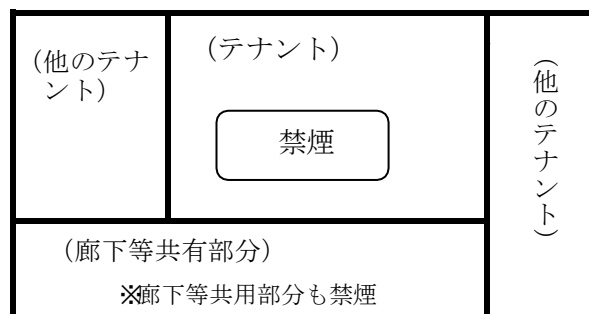 (他のテナ
ント)
(テナント)
禁煙
(他のテナント)
(廊下等共有部分)
※廊下等共用部分も禁煙